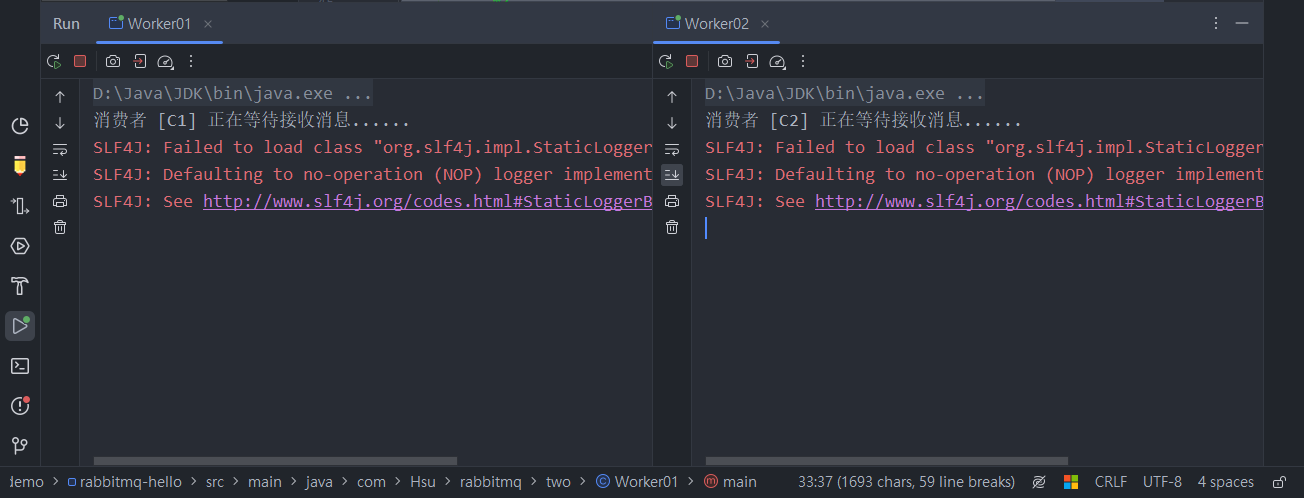 Run
Worker01
Worker02
D:\Java\JDK\bin\java.exe ...
消费者 [C1] 正在等待接收消息......
SLF4J: Failed to load class "org.slf4j.impl.StaticLogger
SLF4J: Defaulting to no-operation (NOP) logger implement
SLF4J: See http://www.slf4j.org/codes.html#StaticLoggerB
D:\Java\JDK\bin\java.exe ...
消费者 [C2] 正在等待接收消息......
SLF4J: Failed to load class "org.slf4j.impl.StaticLogger
SLF4J: Defaulting to no-operation (NOP) logger implement
SLF4J: See http://www.slf4j.org/codes.html#StaticLoggerB
demo > rabbitmq-hello > src > main > java > com > Hsu > rabbitmq > two > Worker01 > main 33:37 (1693 chars, 59 line breaks) CRLF UTF-8 4 spaces